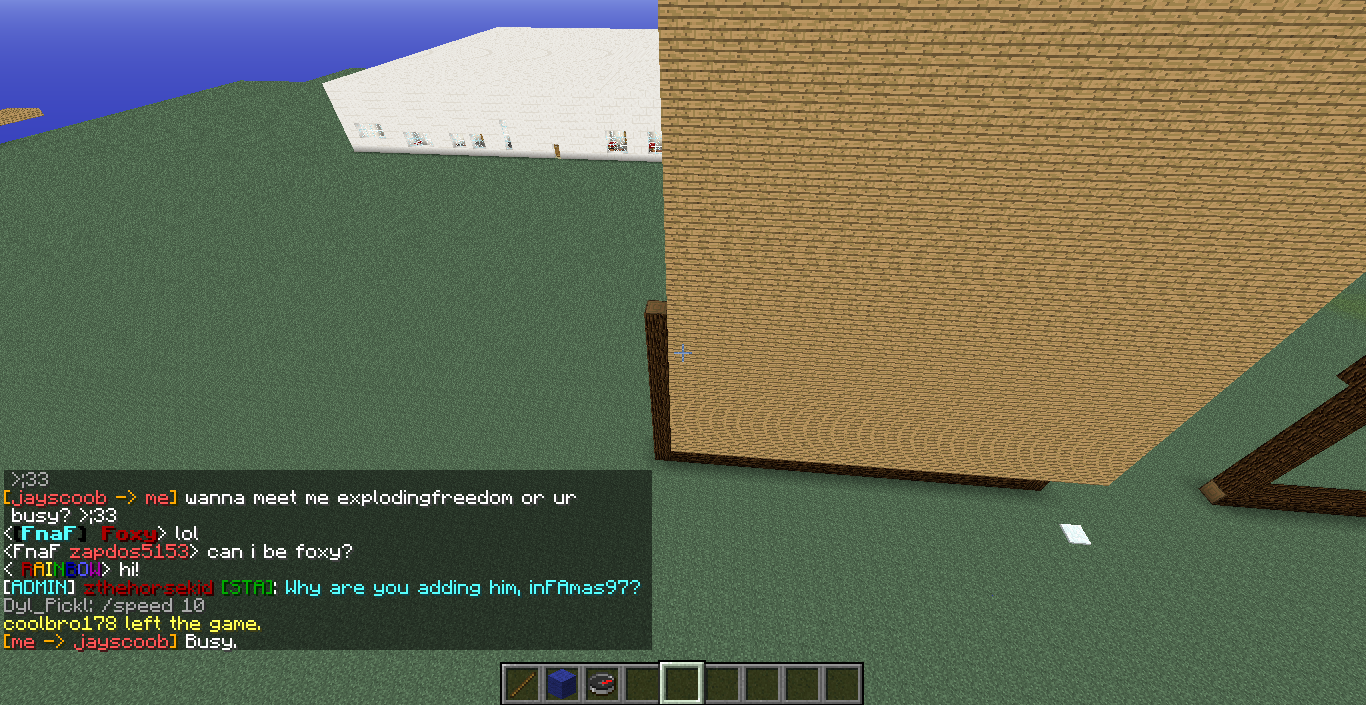 >;33
[jayscoob -> me] wanna meet me explodingfreedom or ur
busy? >;33
<[FnaF] Foxy> lol
<FnaF zapdos5153> can i be foxy?
< RAINBOW> hi!
[ADMIN] zthehorsekid [STA]: Why are you adding him, inFAmas97?
Dyl_Pickl: /speed 10
coolbro178 left the game.
[me -> jayscoob] Busy.